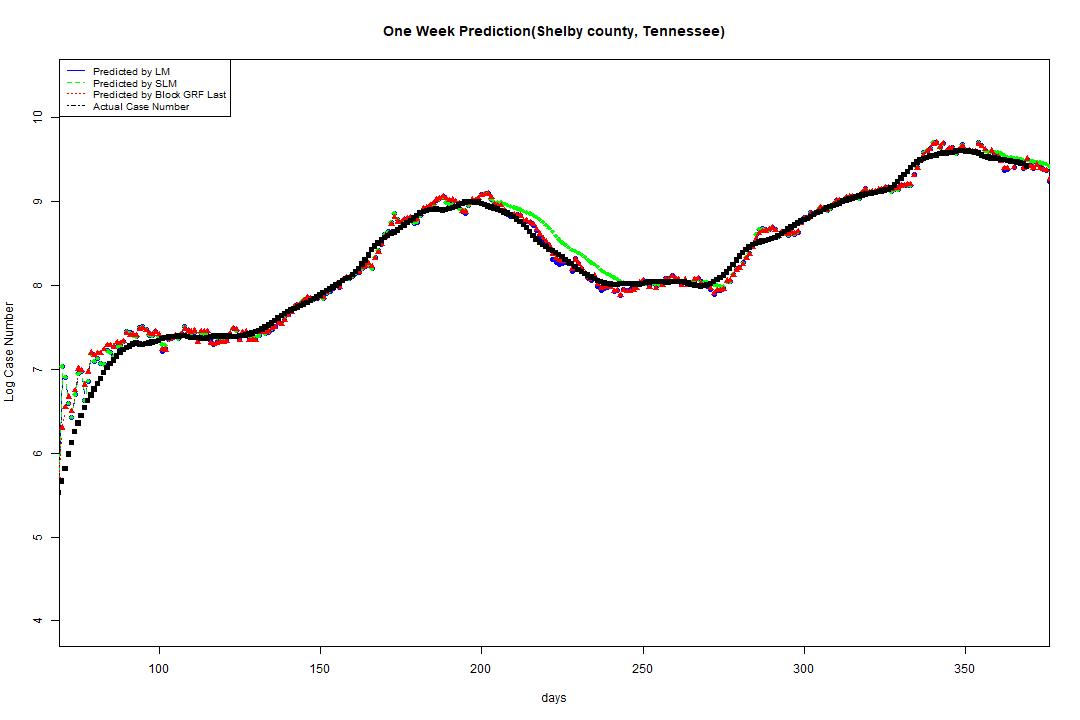 One Week Prediction(Shelby county, Tennessee)
Predicted by LM
Predicted by SLM
Predicted by Block GRF Last
Actual Case Number
10
9
8
7
6
5
4
Log Case Number
100 150 200 250 300 350
days